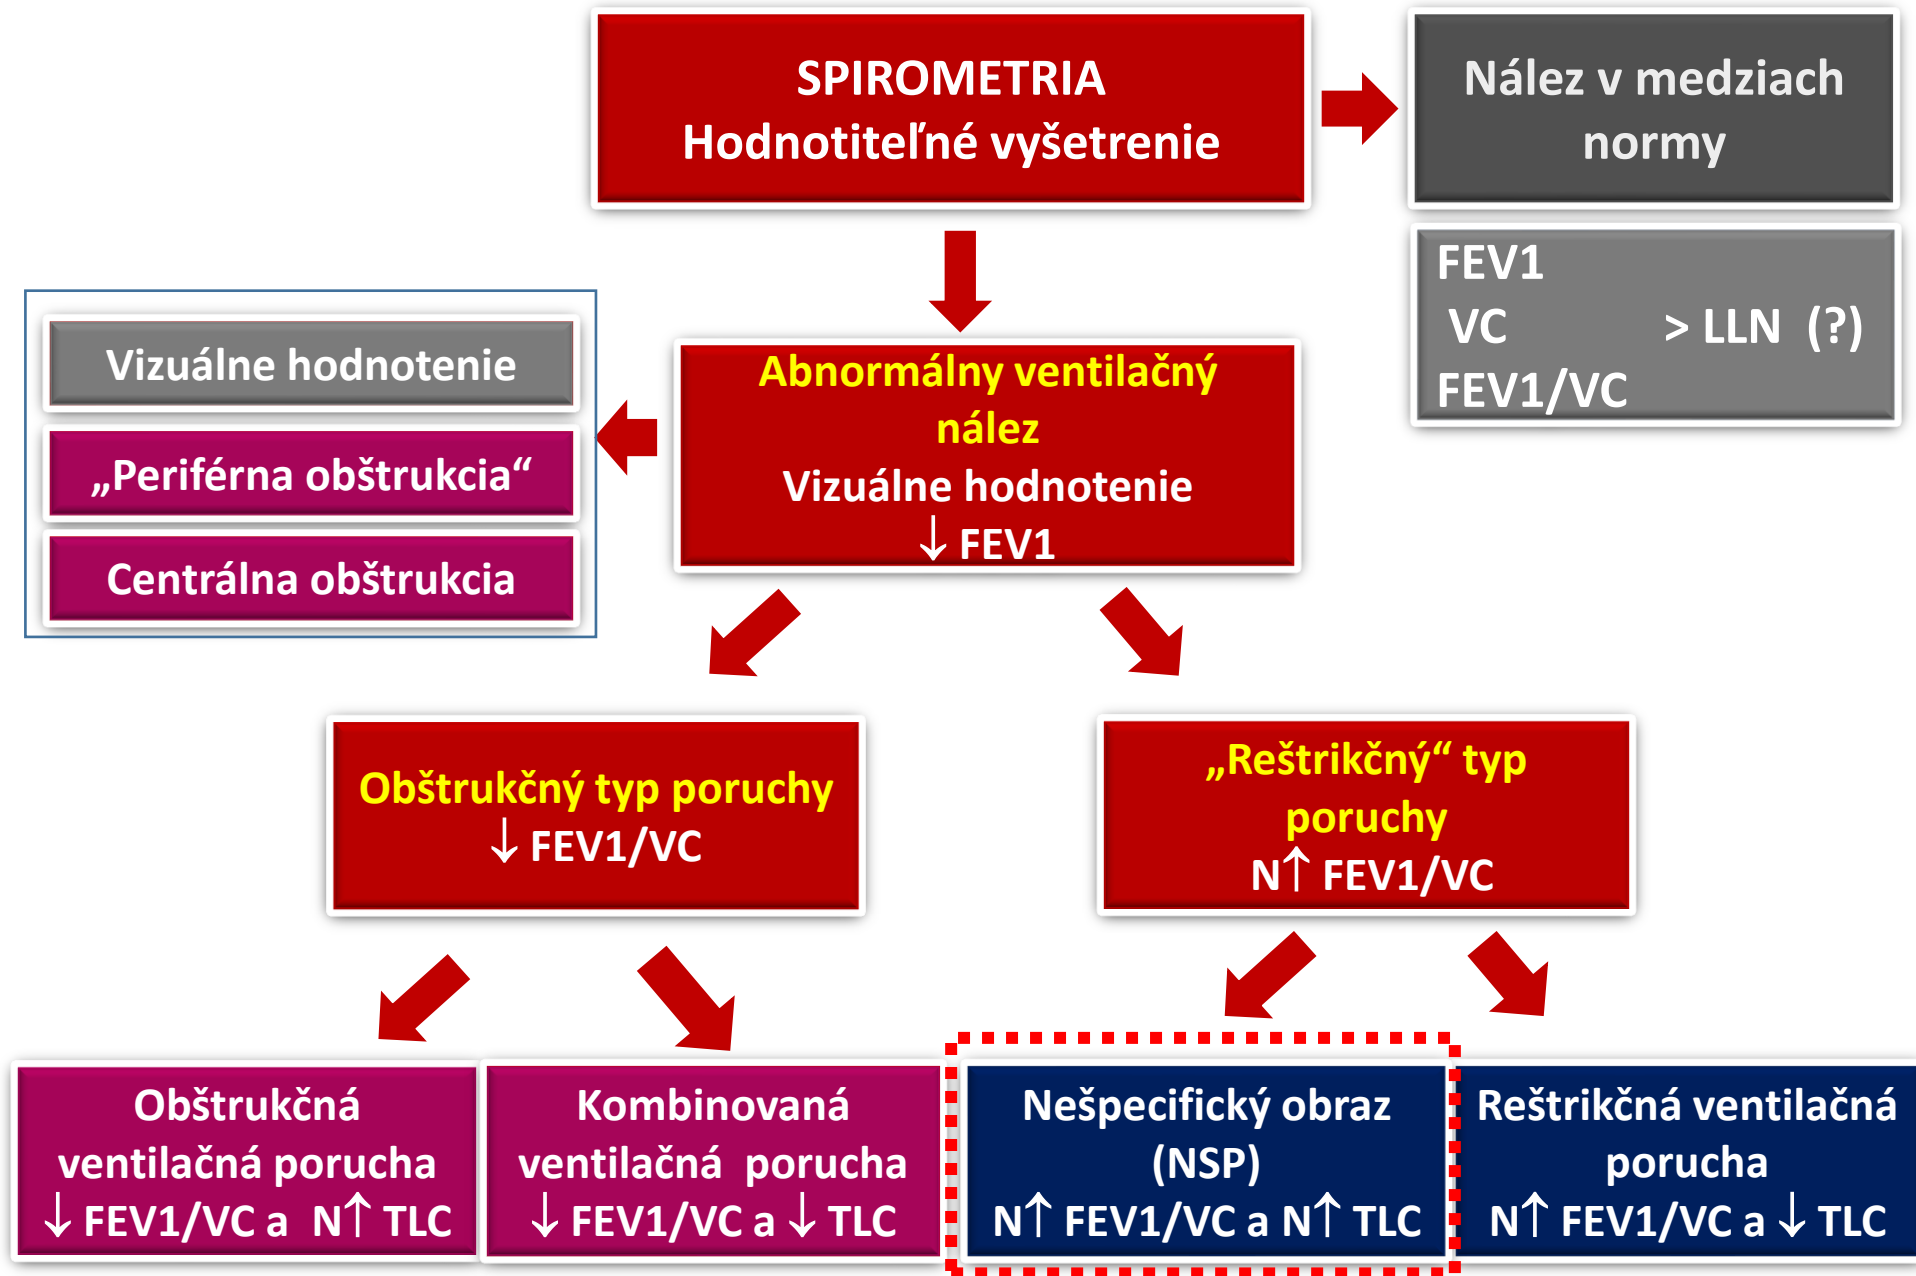 SPIROMETRIA
Hodnotiteľné vyšetrenie
Nález v medziach
normy
FEV1
VC > LLN (?)
FEV1/VC
Vizuálne hodnotenie
„Periférna obštrukcia“
Centrálna obštrukcia
Abnormálny ventilačný
nález
Vizuálne hodnotenie
↓ FEV1
Obštrukčný typ poruchy
↓ FEV1/VC
„Reštrikčný“ typ
poruchy
N↑ FEV1/VC
Obštrukčná
ventilačná porucha
↓ FEV1/VC a N↑ TLC
Kombinovaná
ventilačná porucha
↓ FEV1/VC a ↓ TLC
Nešpecifický obraz
(NSP)
N↑ FEV1/VC a N↑ TLC
Reštrikčná ventilačná
porucha
N↑ FEV1/VC a ↓ TLC